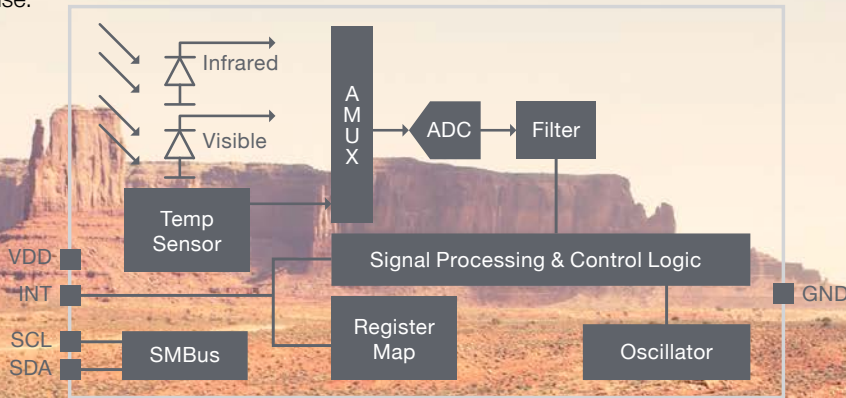 Infrared
Visible
A
M
U
X
ADC
Filter
Temp
Sensor
Signal Processing & Control Logic
VDD
INT
GND
Register
Map
SCL
SDA
SMBus
Oscillator